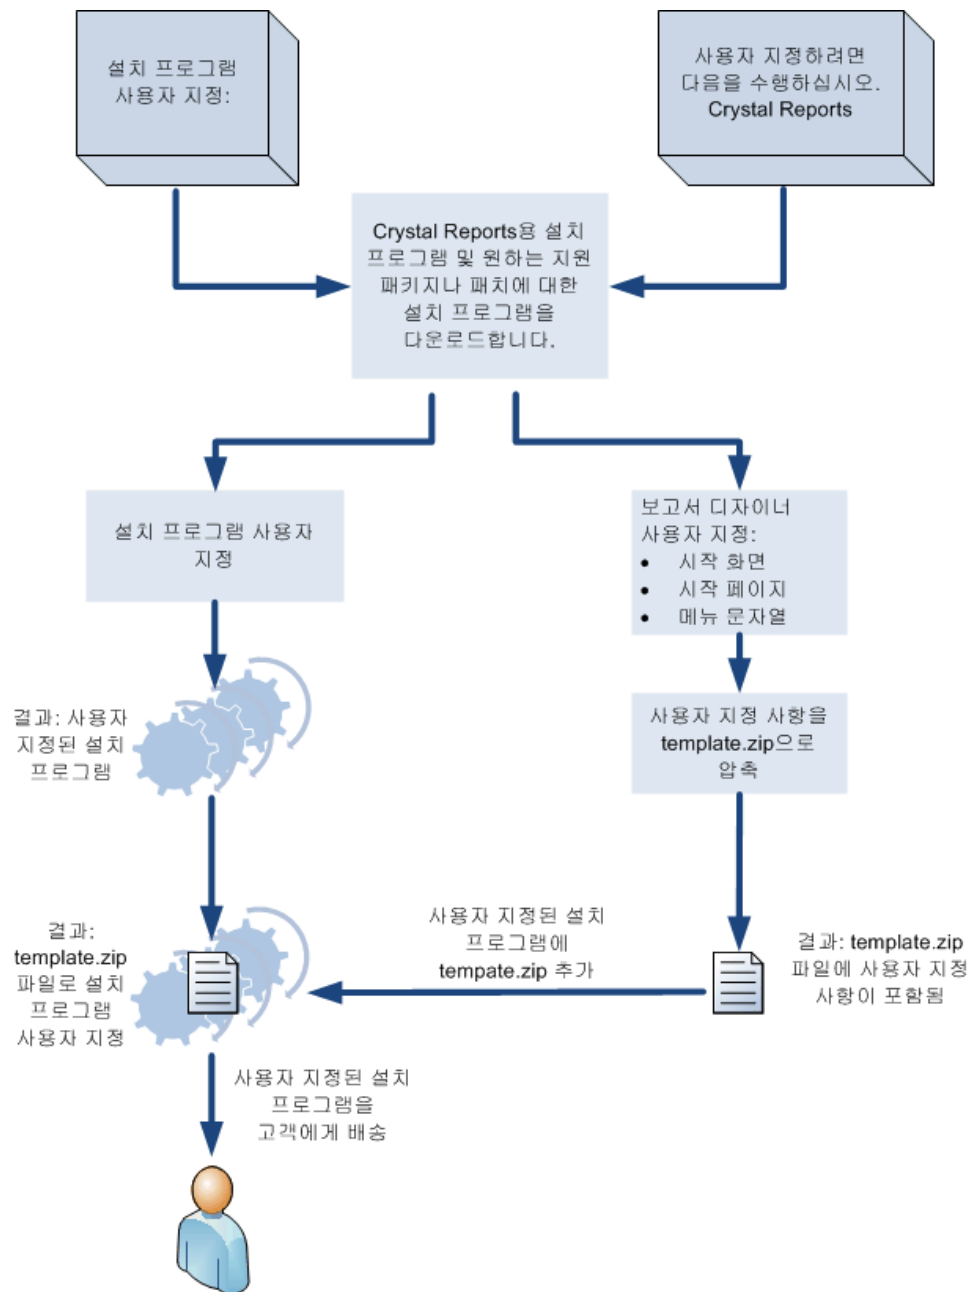 설치 프로그램
사용자 지정:
사용자 지정하려면
다음을 수행하십시오.
Crystal Reports
Crystal Reports용 설치
프로그램 및 원하는 지원
패키지나 패치에 대한
설치 프로그램을
다운로드합니다.
설치 프로그램 사용자
지정
보고서 디자이너
사용자 지정:
• 시작 화면
• 시작 페이지
• 메뉴 문자열
결과: 사용자
지정된 설치
프로그램
사용자 지정 사항을
template.zip으로
압축
결과:
template.zip
파일로 설치
프로그램
사용자 지정
사용자 지정된 설치
프로그램에
tempate.zip 추가
결과: template.zip
파일에 사용자 지정
사항이 포함됨
사용자 지정된 설치
프로그램을
고객에게 배송